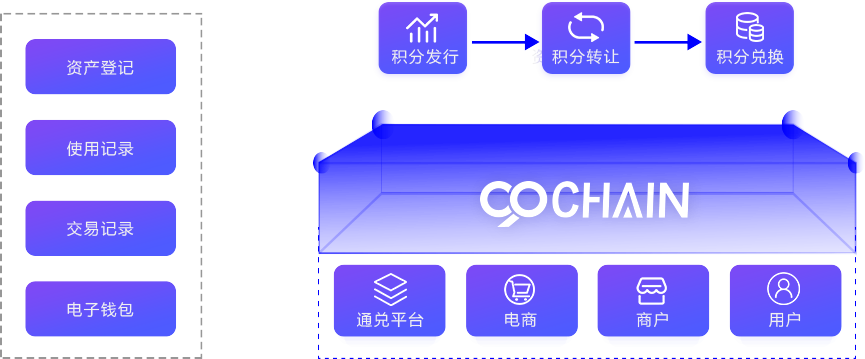 资产登记
使用记录
交易记录
电子钱包
积分发行
积分转让
积分兑换
90CHAIN
通兑平台
电商
商户
用户